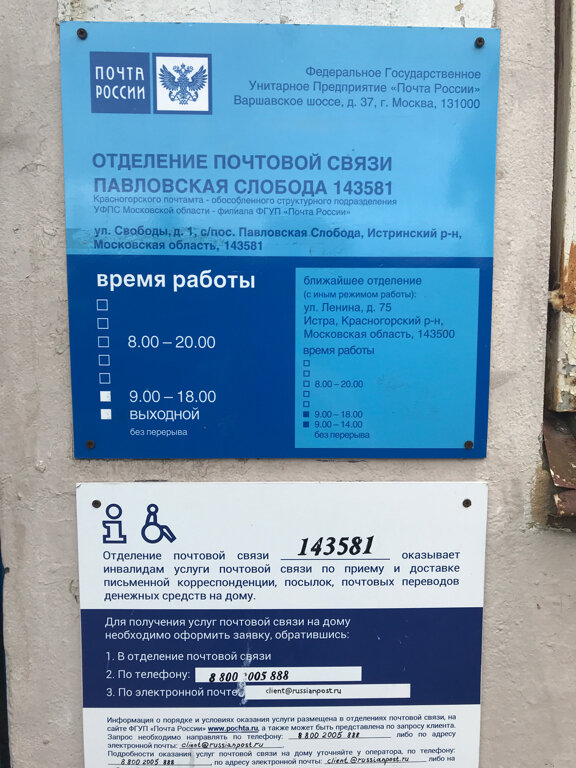 ПОЧТА
РОССИИ
Федеральное Государственное
Унитарное Предприятие «Почта России»
Варшавское шоссе, д. 37, г. Москва, 131000
ОТДЕЛЕНИЕ ПОЧТОВОЙ СВЯЗИ
ПАВЛОВСКАЯ СЛОБОДА 143581
Красногорского почтамта - обособленного структурного подразделения
УФПС Московской области - филиала ФГУП «Почта России»
ул. Свободы, д. 1, с/пос. Павловская Слобода, Истринский р-н,
Московская область, 143581
время работы
8.00 – 20.00
9.00 – 18.00
ВЫХОДНОЙ
без перерыва
ближайшее отделение
(с иным режимом работы):
ул. Ленина, д. 75
Истра, Красногорский р-н,
Московская область, 143500
время работы
8.00 – 20.00
9.00 – 18.00
9.00 – 14.00
без перерыва
Отделение почтовой связи 143581 оказывает
инвалидам услуги почтовой связи по приему и доставке
письменной корреспонденции, посылок, почтовых переводов
денежных средств на дому.
Для получения услуг почтовой связи на дому
необходимо оформить заявку, обратившись:
1. В отделение почтовой связи
2. По телефону: 8 800 2005 888
3. По электронной почте client@russianpost.ru
Информация о порядке и условиях оказания услуги размещена в отделениях почтовой связи, на
сайте ФГУП «Почта России» www.pochta.ru, а также может быть предоставлена по запросу клиента.
Запрос необходимо направлять по телефону: 8 800 2005 888 либо по адресу
электронной почты: client@russianpost.ru
Подробности оказания услуг почтовой связи на дому уточняйте у оператора, по телефону:
8 800 2005 888, по адресу электронной почты: client@russianpost.ru либо на